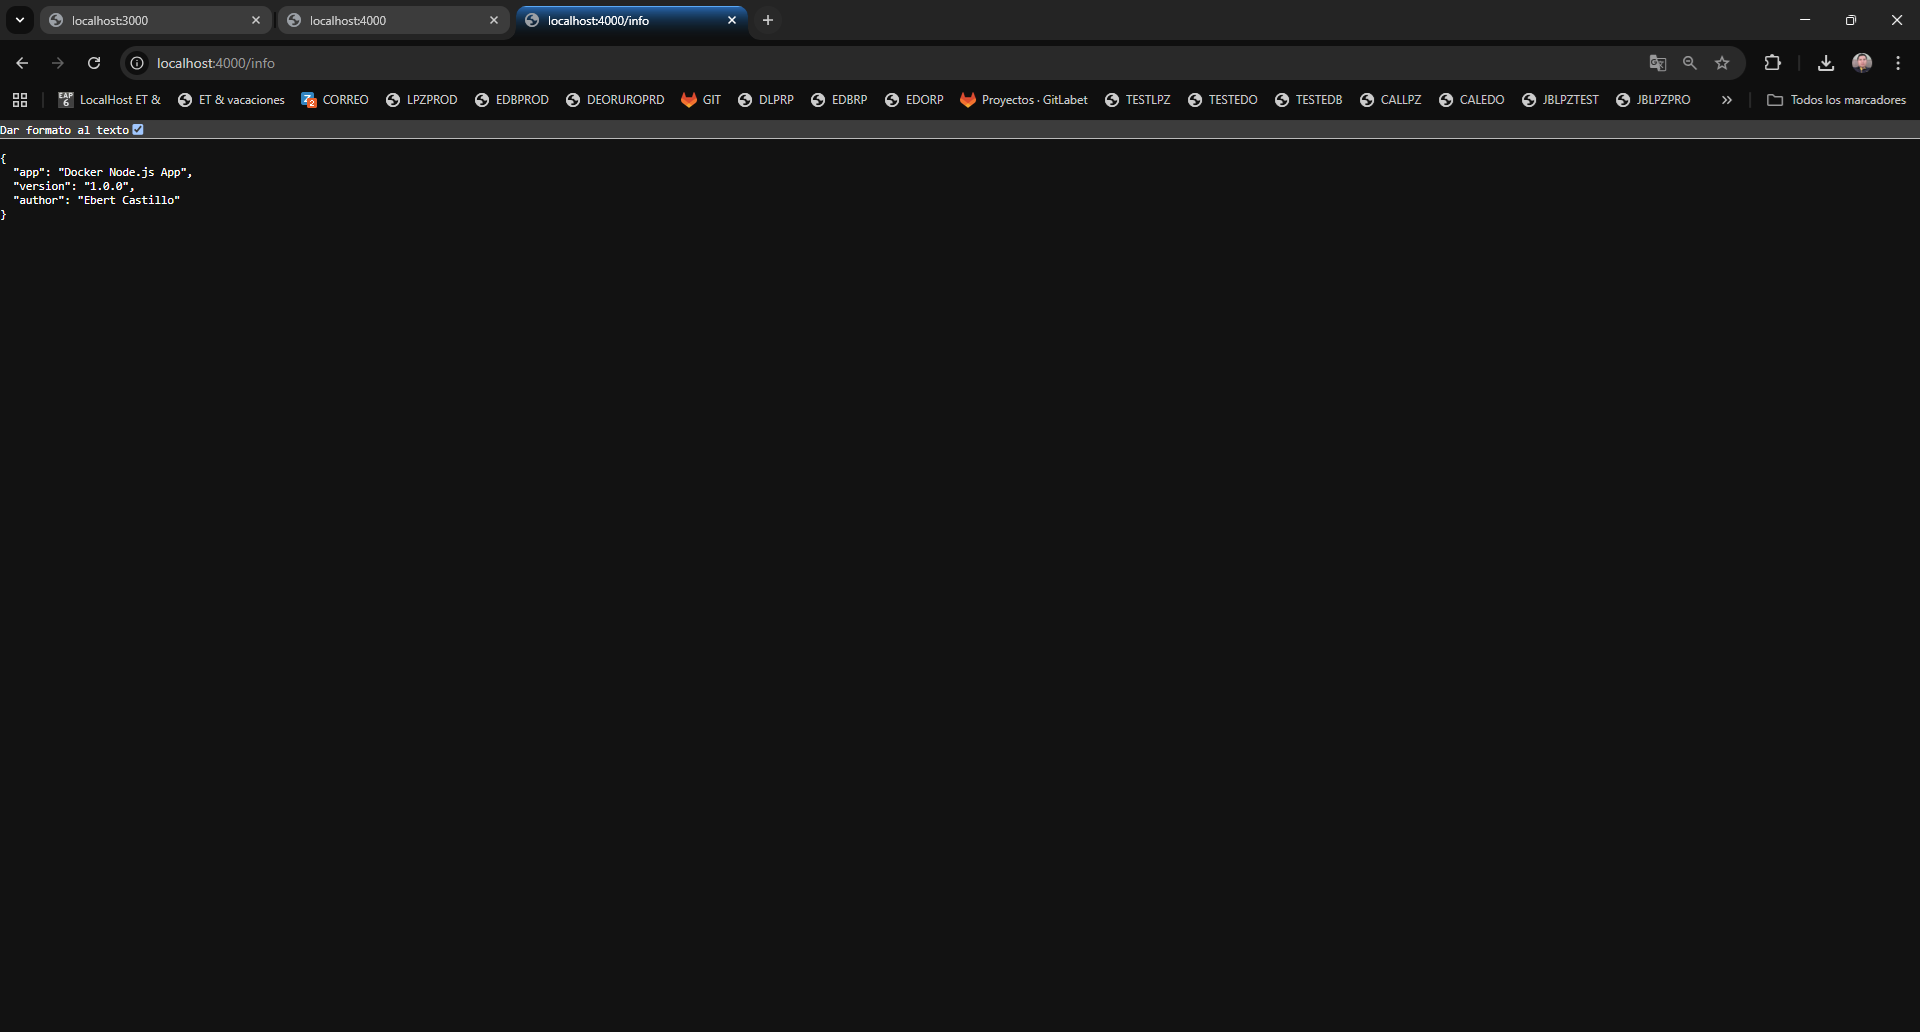 localhost:3000
localhost:4000
localhost:4000/info
localhost:4000/info
EAP 6 LocalHost ET & ET & vacaciones CORREO LPZPROD EDBPROD DEORUROPRD GIT DLPRP EDBRP EDORP Proyectos · GitLabet TESTLPZ TESTEDO TESTEDB CALLPZ CALEDO JBLPZTEST JBLPZPRO » Todos los marcadores
Dar formato al texto
{
"app": "Docker Node.js App",
"version": "1.0.0",
"author": "Ebert Castillo"
}